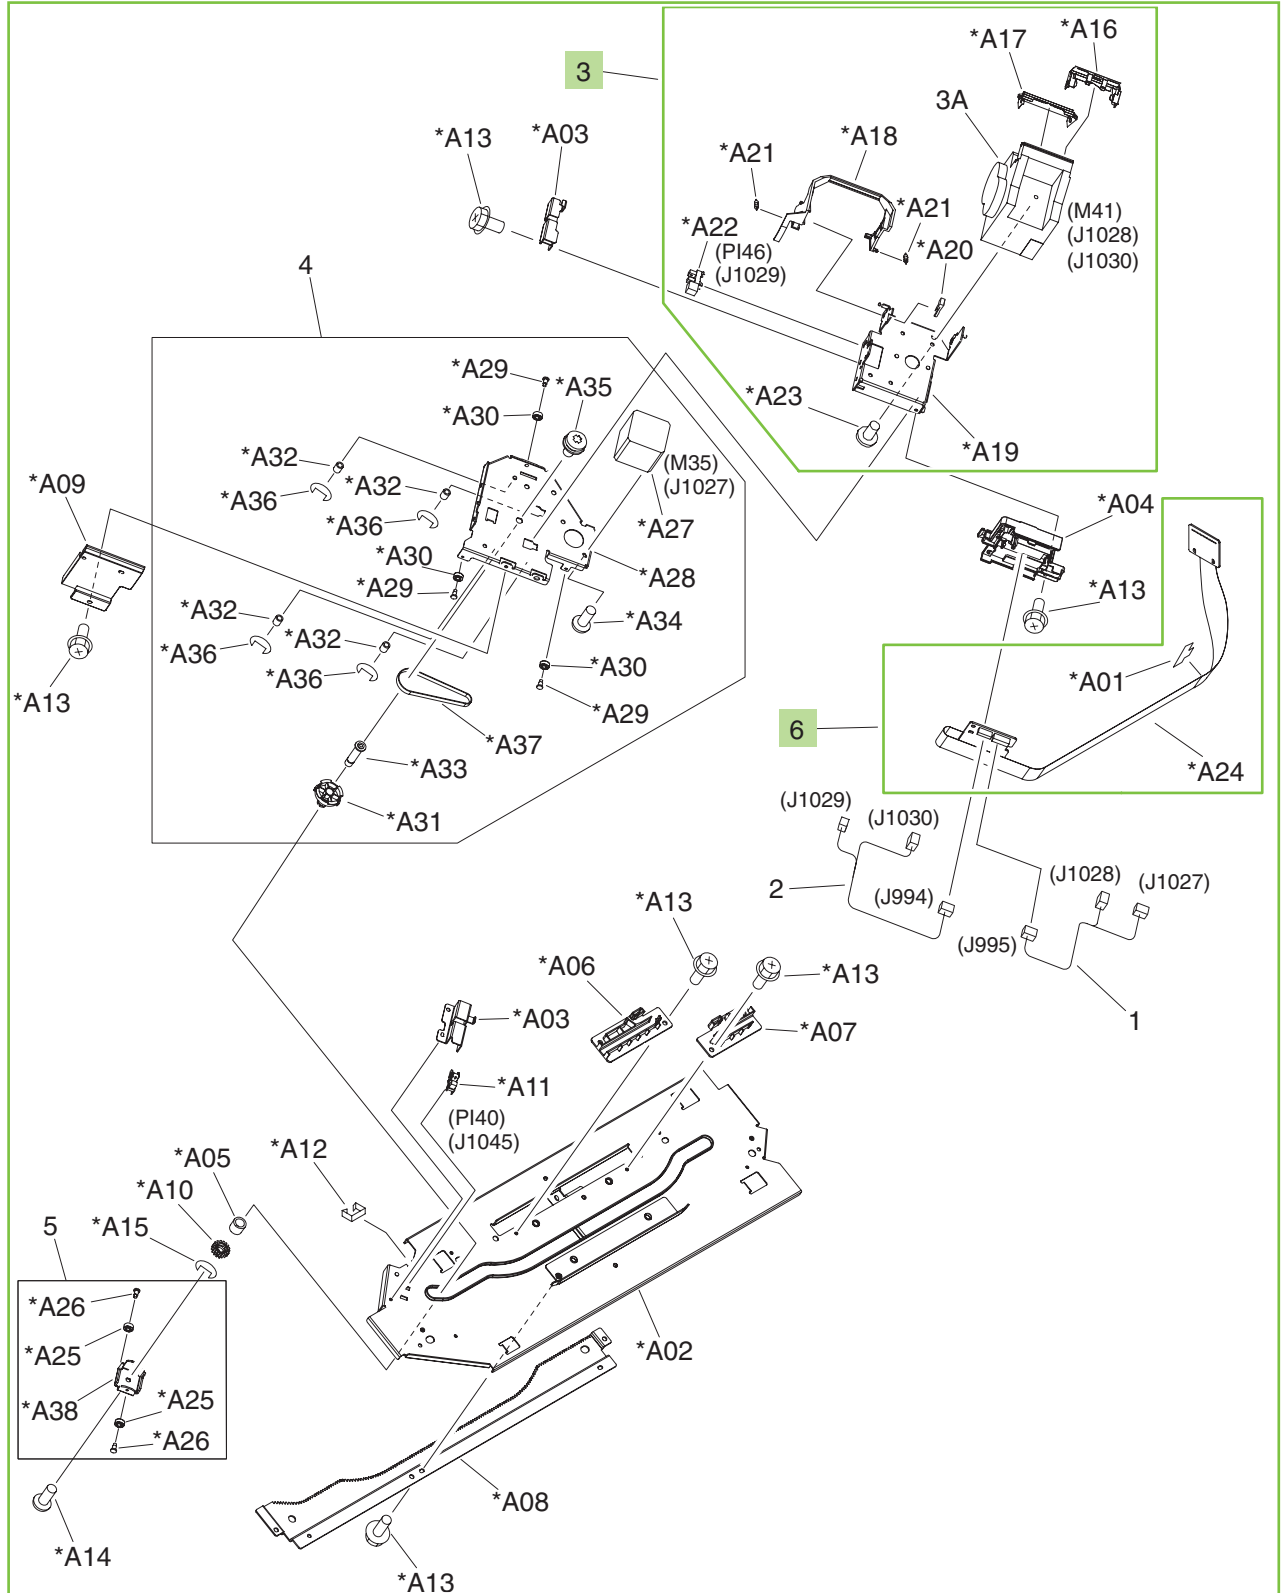 *A16
*A17
3
3A
*A03
*A13
*A18
*A21
*A21
*A22
(PI46)
(J1029)
(M41)
(J1028)
(J1030)
*A20
4
*A29
*A35
*A30
*A23
*A19
*A32
*A09
(M35)
(J1027)
*A32
*A36
*A04
*A36
*A27
*A30
*A28
*A29
*A13
*A32
*A34
*A32
*A36
*A30
*A36
*A01
*A13
*A29
6
*A37
*A33
*A24
(J1029)
*A31
(J1030)
(J1028)
(J1027)
2
(J994)
*A13
(J995)
*A06
*A13
*A03
1
*A07
*A11
(PI40)
(J1045)
*A12
*A05
*A10
5
*A15
*A26
*A25
*A02
*A38
*A25
*A26
*A08
*A14
*A13